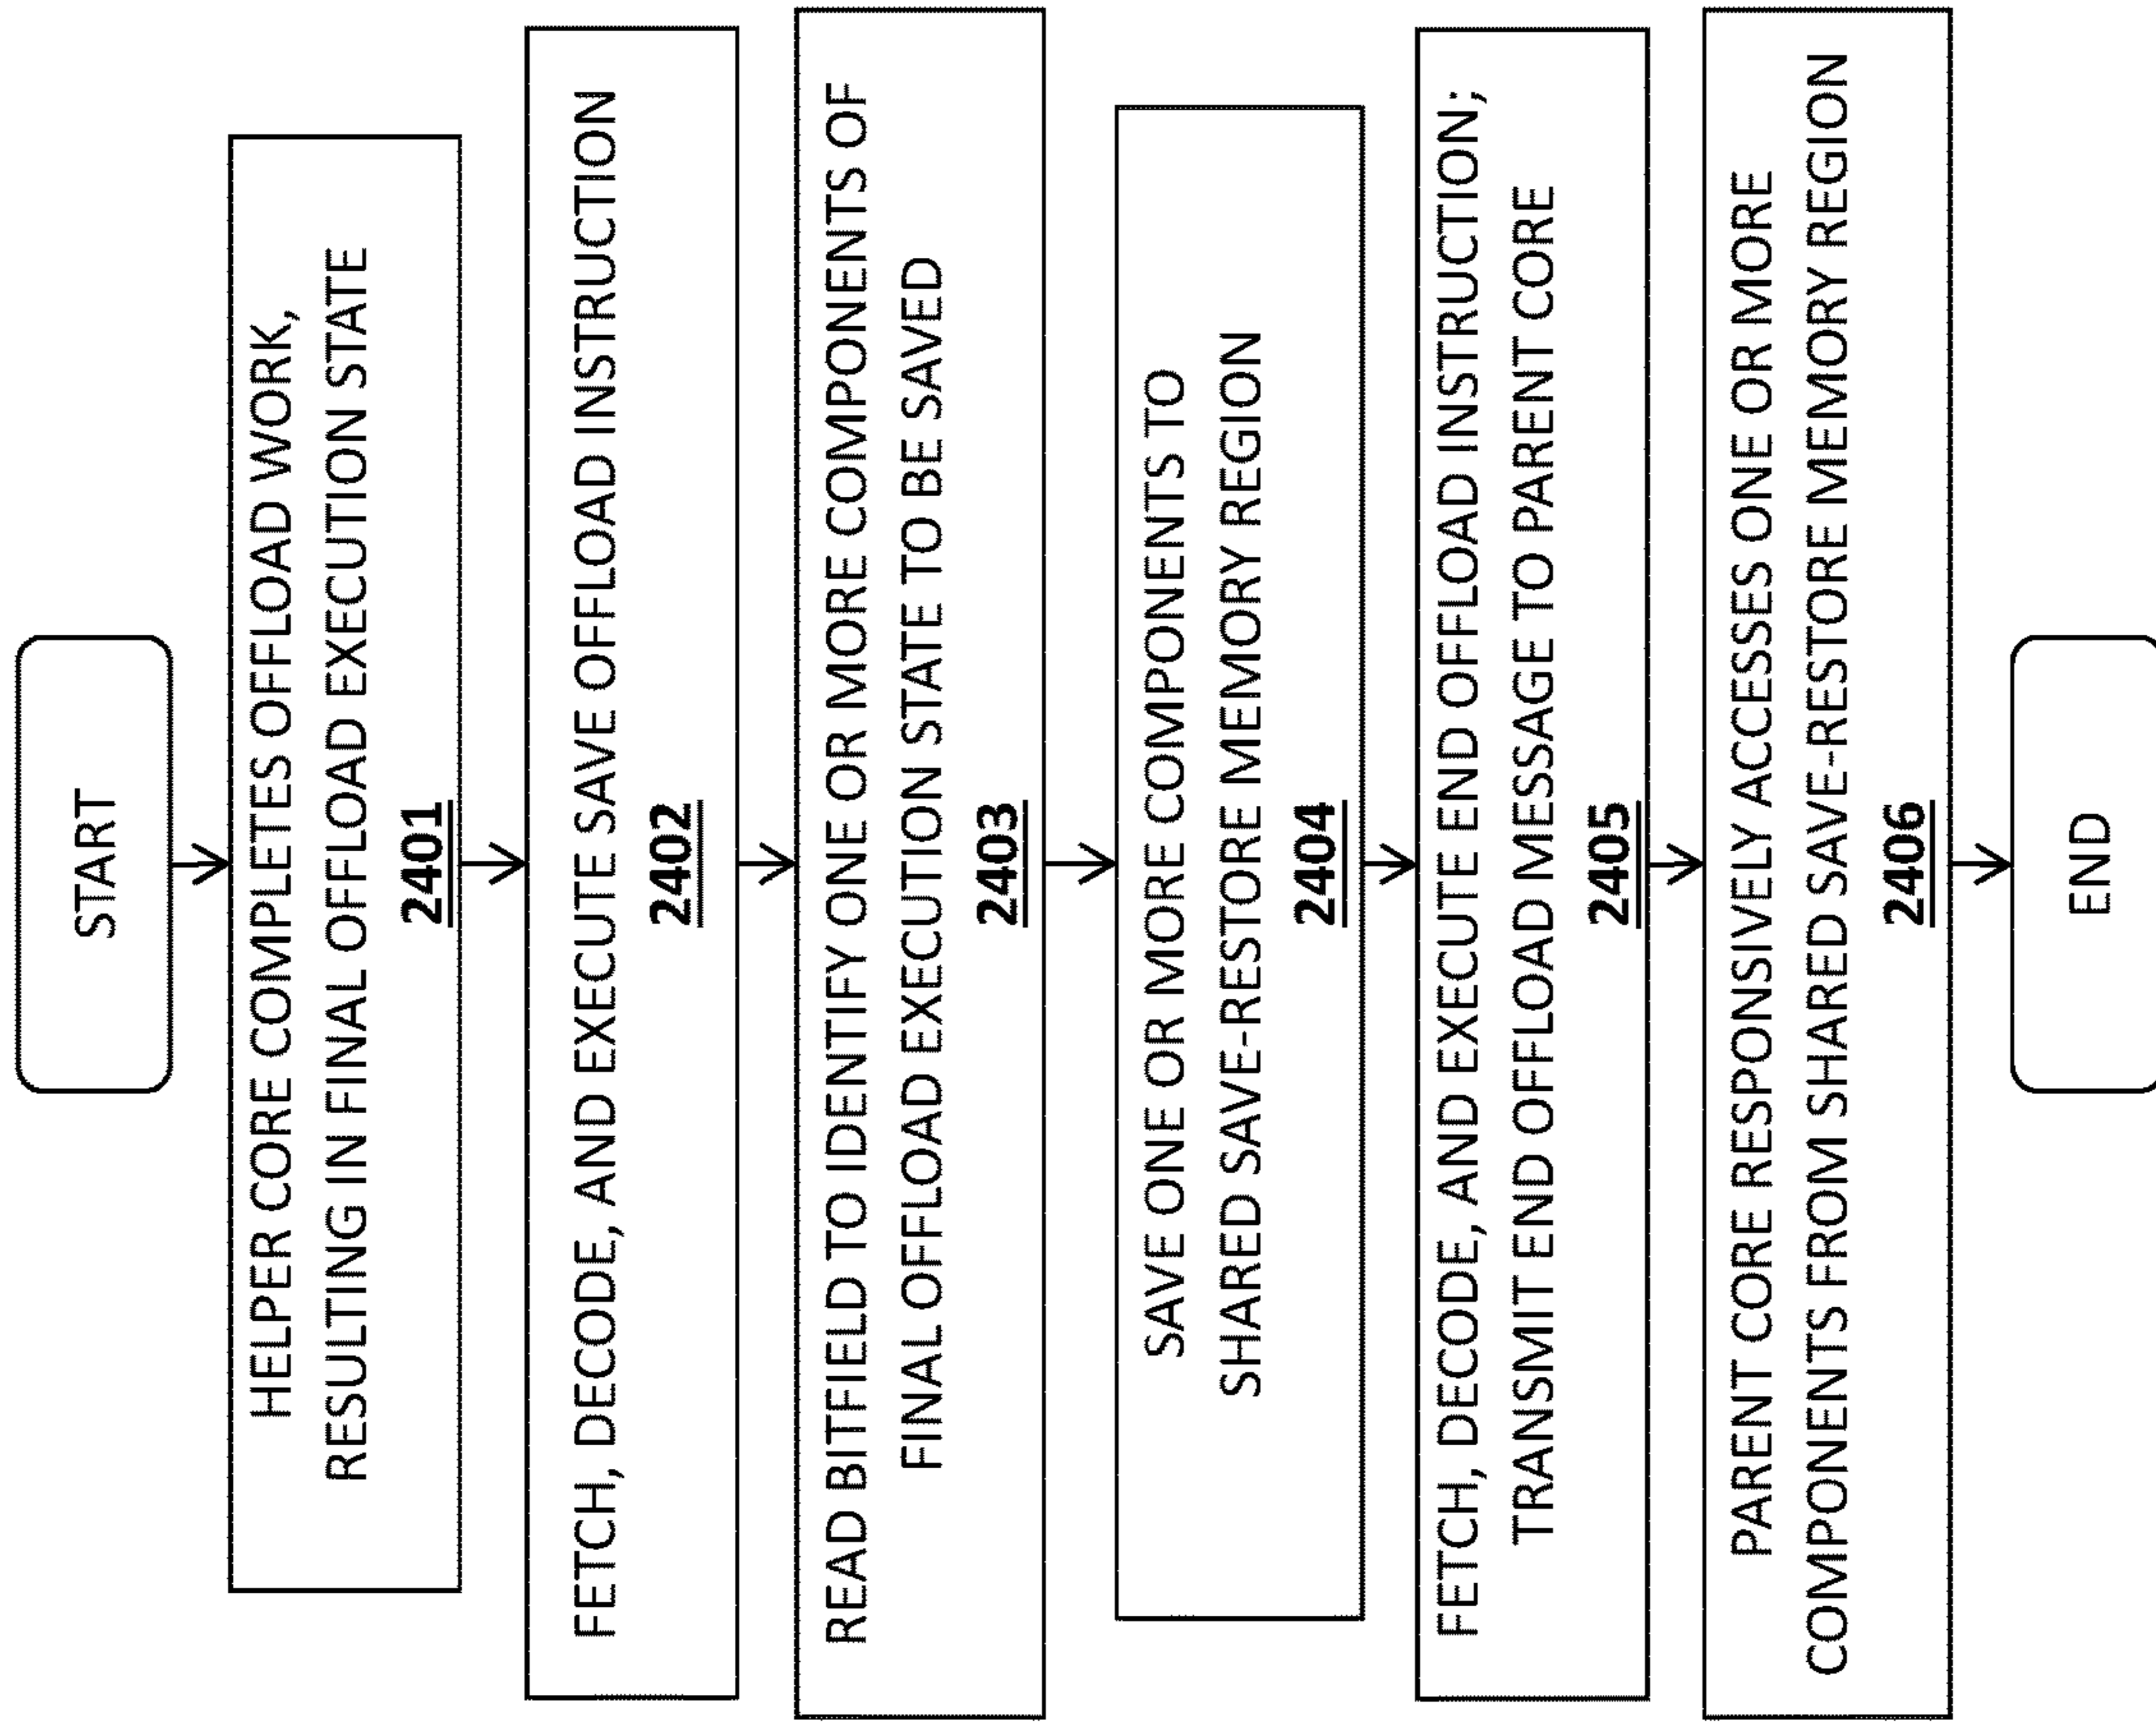 START
HELPER CORE COMPLETES OFFLOAD WORK,
RESULTING IN FINAL OFFLOAD EXECUTION STATE
2401
FETCH, DECODE, AND EXECUTE SAVE OFFLOAD INSTRUCTION
2402
READ BITFIELD TO IDENTIFY ONE OR MORE COMPONENTS OF
FINAL OFFLOAD EXECUTION STATE TO BE SAVED
2403
SAVE ONE OR MORE COMPONENTS TO
SHARED SAVE-RESTORE MEMORY REGION
2404
FETCH, DECODE, AND EXECUTE END OFFLOAD INSTRUCTION;
TRANSMIT END OFFLOAD MESSAGE TO PARENT CORE
2405
PARENT CORE RESPONSIVELY ACCESSES ONE OR MORE
COMPONENTS FROM SHARED SAVE-RESTORE MEMORY REGION
2406
END